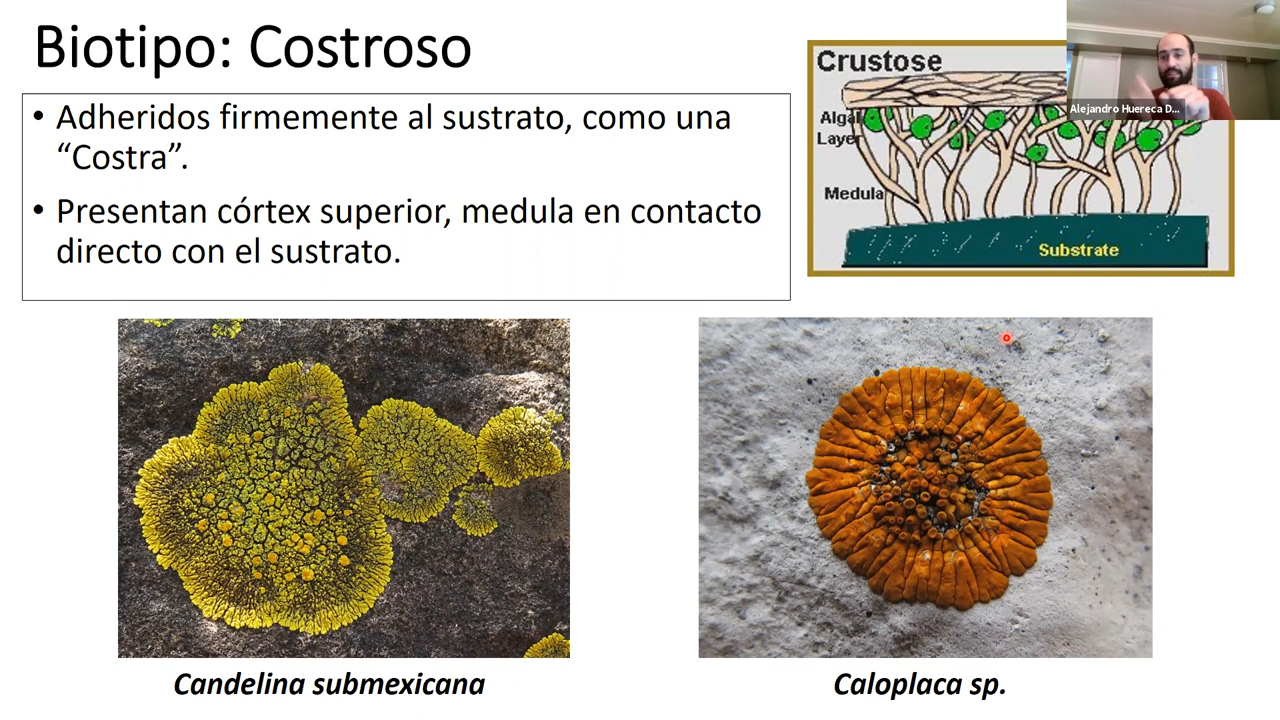 Biotipo: Costroso
• Adheridos firmemente al sustrato, como una
“Costra”.
• Presentan córtex superior, medula en contacto
directo con el sustrato.
Crustose
Algal
Layer
Medula
Substrate
Alejandro Huereca D...
Candelina submexicana
Caloplaca sp.